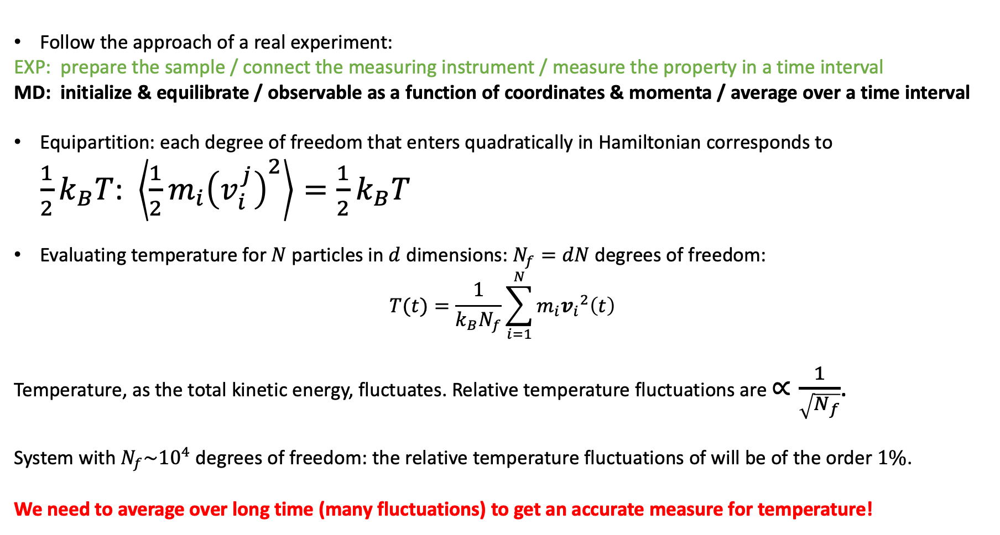 • Follow the approach of a real experiment:
EXP: prepare the sample / connect the measuring instrument / measure the property in a time interval
MD: initialize & equilibrate / observable as a function of coordinates & momenta / average over a time interval
• Equipartition: each degree of freedom that enters quadratically in Hamiltonian corresponds to
$\frac{1}{2} k_B T: \left\langle \frac{1}{2} m_i \left(v_i^j\right)^2 \right\rangle = \frac{1}{2} k_B T$
• Evaluating temperature for $N$ particles in $d$ dimensions: $N_f = dN$ degrees of freedom:
$T(t) = \frac{1}{k_B N_f} \sum_{i=1}^{N} m_i \boldsymbol{v}_i{}^2(t)$
Temperature, as the total kinetic energy, fluctuates. Relative temperature fluctuations are $\propto \frac{1}{\sqrt{N_f}}$.
System with $N_f \sim 10^4$ degrees of freedom: the relative temperature fluctuations of will be of the order $1\%$.
We need to average over long time (many fluctuations) to get an accurate measure for temperature!